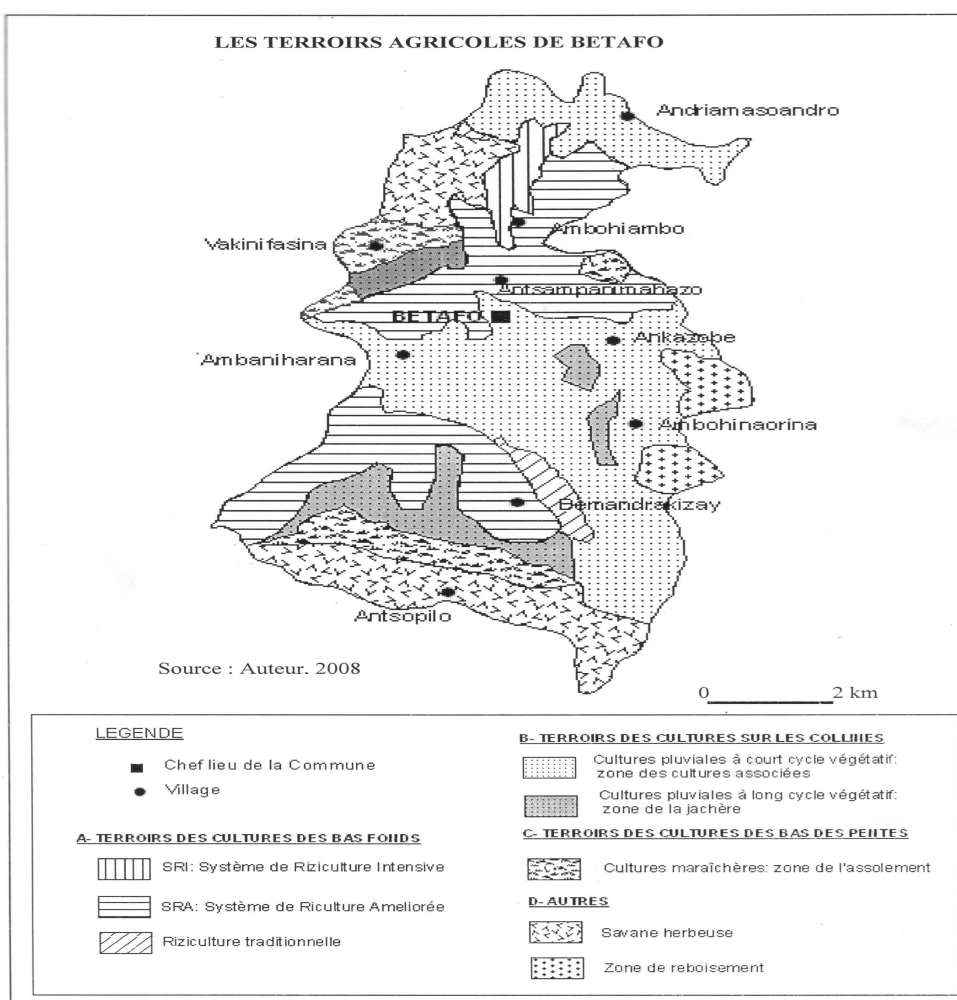 LES TERROIRS AGRICOLES DE BETAFO
Andriamasoandro
Ambohiambo
Vakinifasina
Antsampanimahazo
BETAFO
Ankazobe
Ambaniharana
Ambohinaorina
Bemandrakizay
Antsopilo
Source : Auteur. 2008
0 2 km
LEGENDE
Chef lieu de la Commune
Village
A- TERROIRS DES CULTURES DES BAS FONDS
SRI: Système de Riziculture Intensive
SRA: Système de Riculture Ameliorée
Riziculture traditionnelle
B- TERROIRS DES CULTURES SUR LES COLLINES
Cultures pluviales à court cycle végétatif:
zone des cultures associées
Cultures pluviales à long cycle végétatif:
zone de la jachère
C- TERROIRS DES CULTURES DES BAS DES PENTES
Cultures maraîchères: zone de l'assolement
D- AUTRES
Savane herbeuse
Zone de reboisement